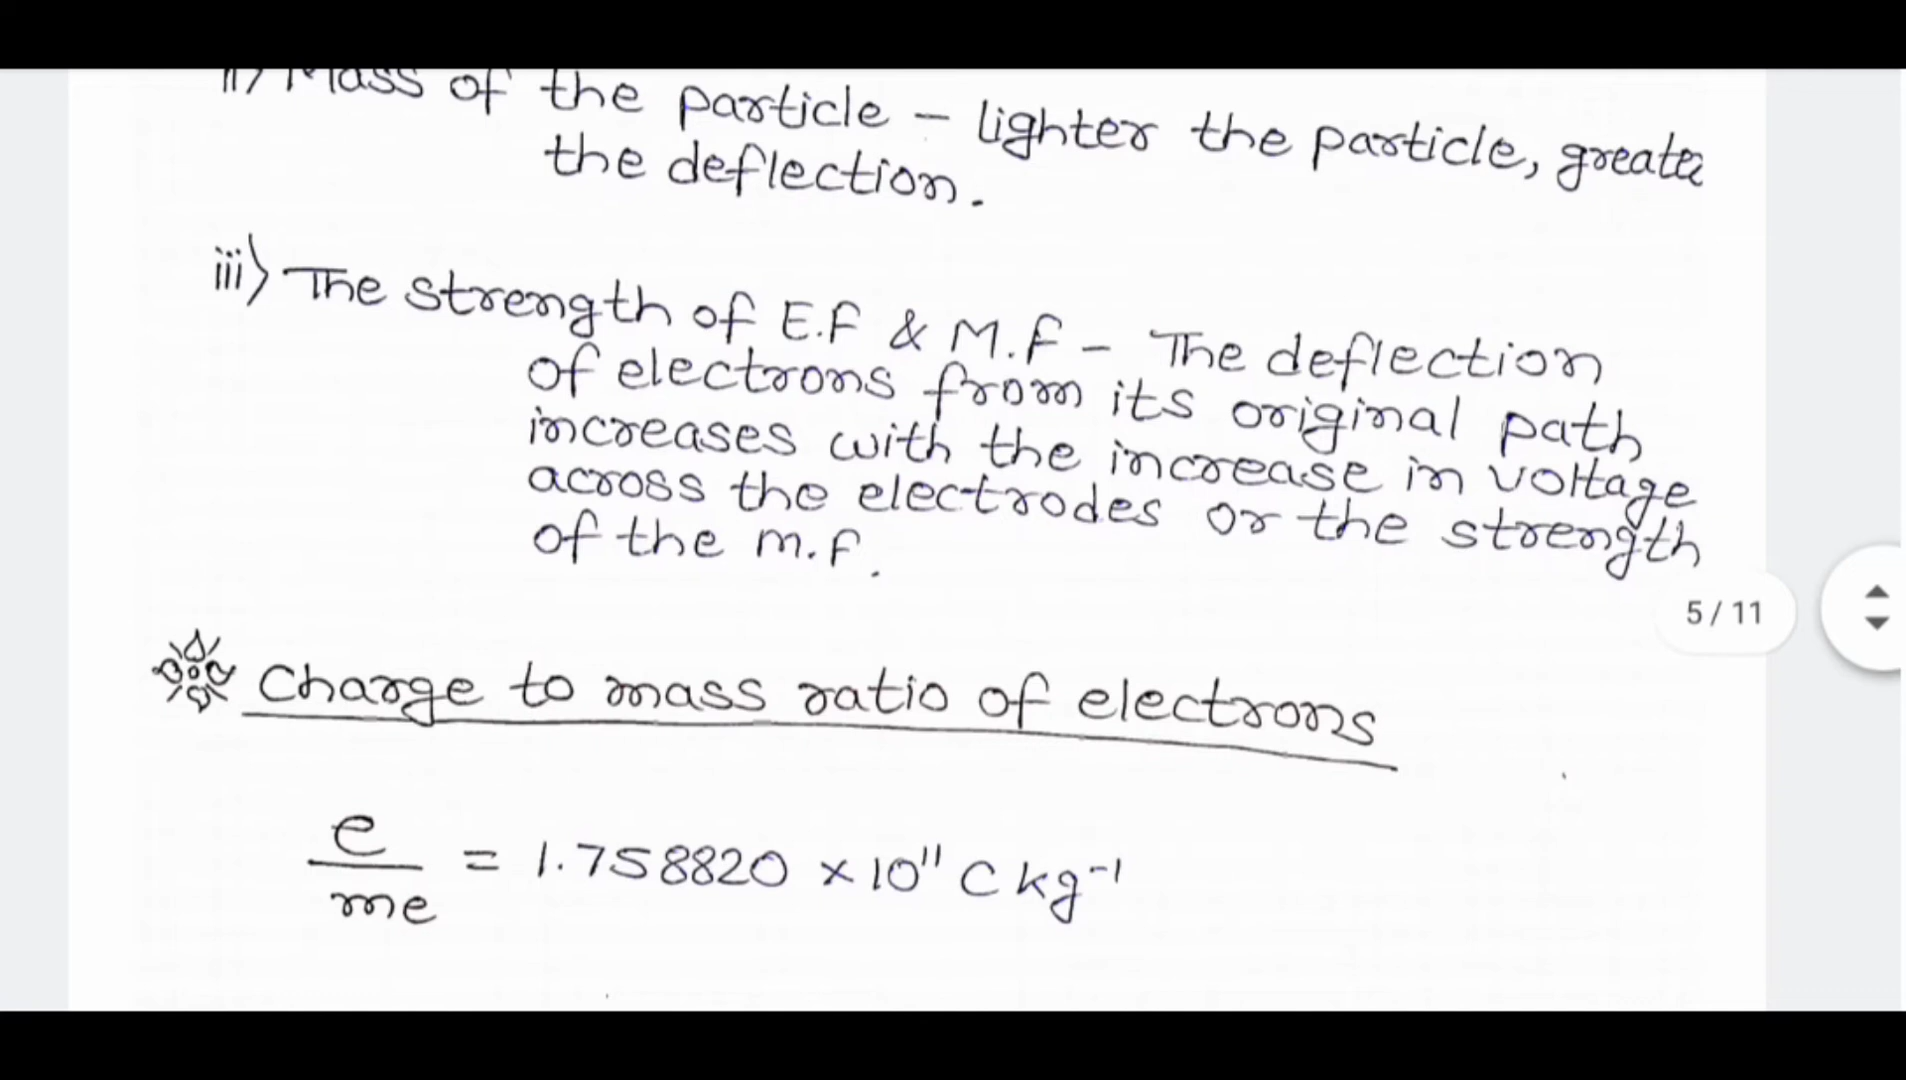 ii) Mass of the particle - lighter the particle, greater
the deflection.
iii) The strength of E.F & M.F - The deflection
of electrons from its original path
increases with the increase in voltage
across the electrodes or the strength
of the m.f.
5 / 11
Charge to mass ratio of electrons
e/me = 1.758820 ×10¹¹ C kg⁻¹